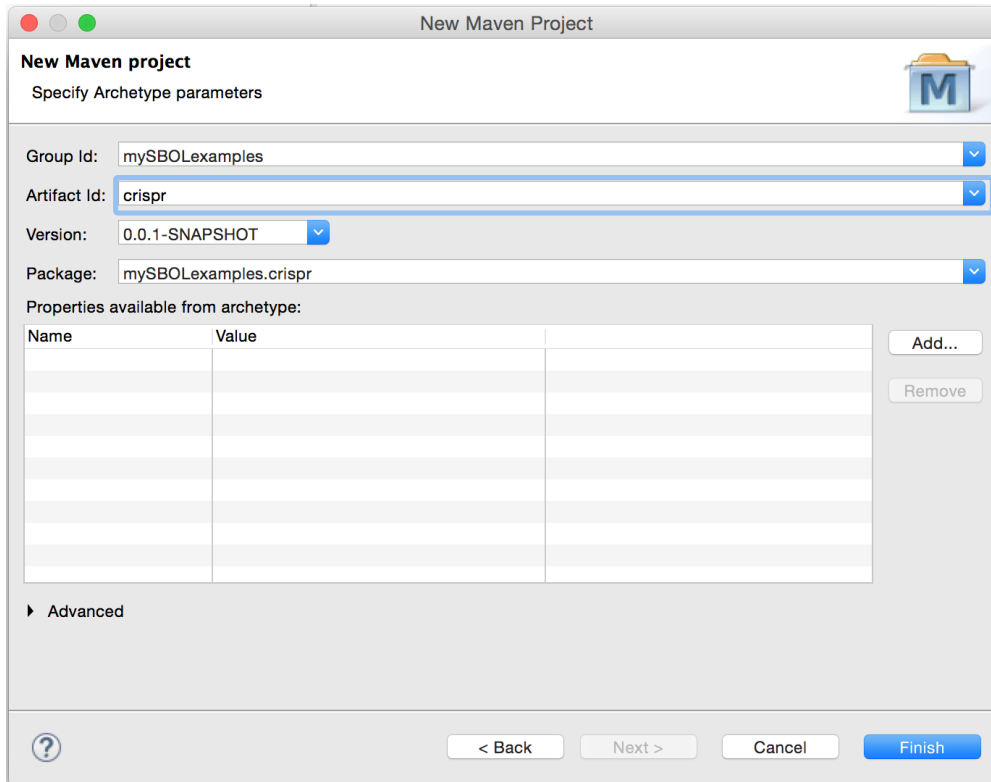 New Maven Project
New Maven project
Specify Archetype parameters
M
Group Id: mySBOLexamples
Artifact Id: crispr
Version: 0.0.1-SNAPSHOT
Package: mySBOLexamples.crispr
Properties available from archetype:
Name Value
Add...
Remove
Advanced
? < Back Next > Cancel Finish